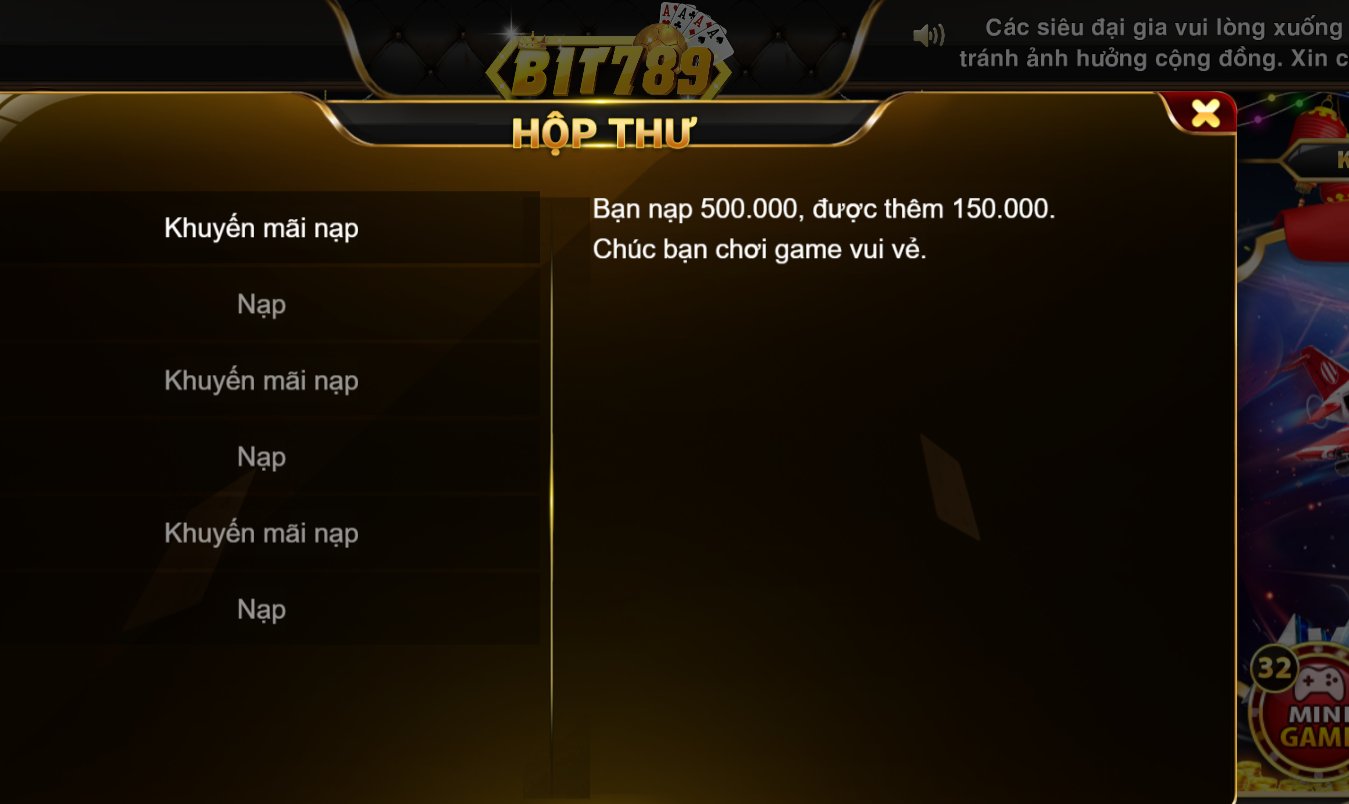 BIT789
Các siêu đại gia vui lòng xuống
tránh ảnh hưởng cộng đồng. Xin
HỘP THƯ
Khuyến mãi nạp
Nạp
Khuyến mãi nạp
Nạp
Khuyến mãi nạp
Nạp
Bạn nạp 500.000, được thêm 150.000.
Chúc bạn chơi game vui vẻ.
32
MINI
GAME